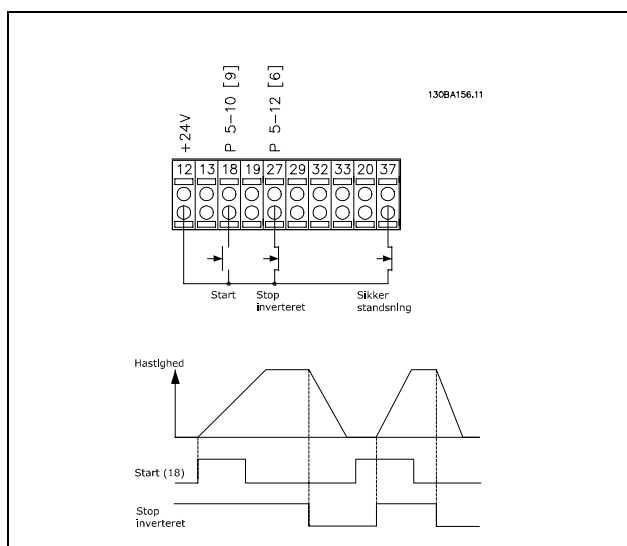 130BA156.11
+24V
P 5-10 [9]
P 5-12 [6]
12 13 18 19 27 29 32 33 20 37
Start
Stop
inverteret
Sikker
standsning
Hastighed
Start (18)
Stop
inverteret